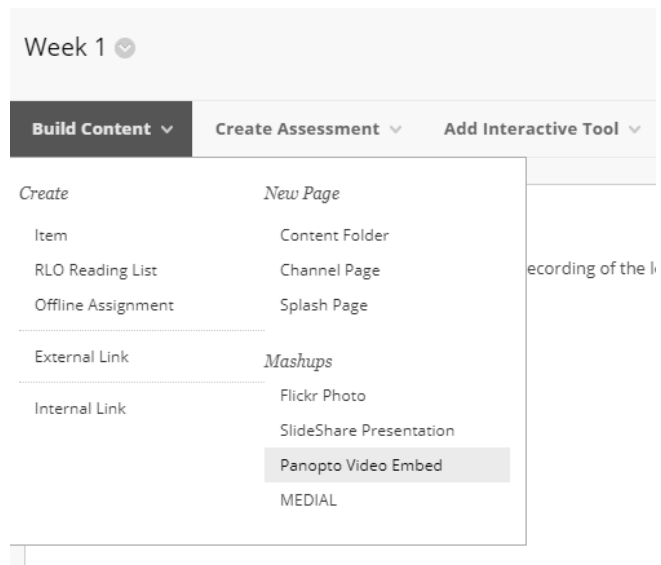 Week 1
Build Content
Create Assessment
Add Interactive Tool
Create
Item
RLO Reading List
Offline Assignment
External Link
Internal Link
New Page
Content Folder
Channel Page
Splash Page
Mashups
Flickr Photo
SlideShare Presentation
Panopto Video Embed
MEDIAL
ecording of the l